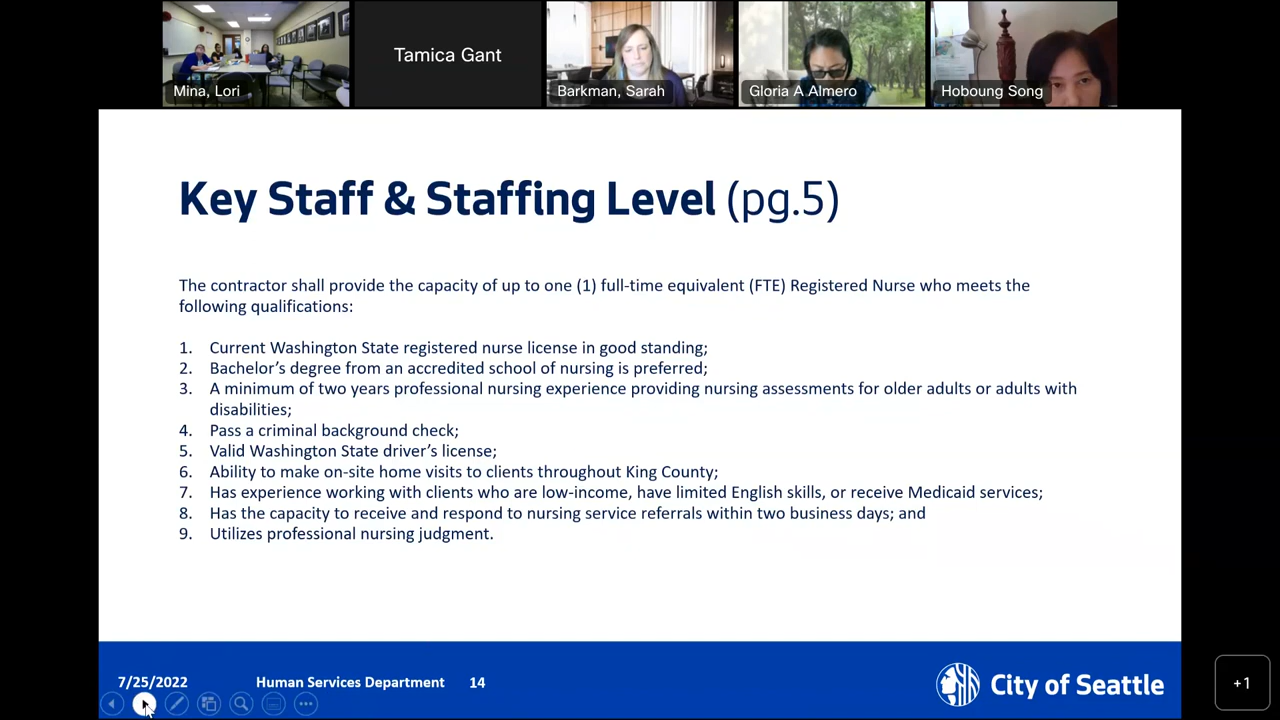 Mina, Lori
Tamica Gant
Barkman, Sarah
Gloria A Almero
Hoboung Song
Key Staff & Staffing Level (pg.5)
The contractor shall provide the capacity of up to one (1) full-time equivalent (FTE) Registered Nurse who meets the
following qualifications:
1. Current Washington State registered nurse license in good standing;
2. Bachelor’s degree from an accredited school of nursing is preferred;
3. A minimum of two years professional nursing experience providing nursing assessments for older adults or adults with
disabilities;
4. Pass a criminal background check;
5. Valid Washington State driver’s license;
6. Ability to make on-site home visits to clients throughout King County;
7. Has experience working with clients who are low-income, have limited English skills, or receive Medicaid services;
8. Has the capacity to receive and respond to nursing service referrals within two business days; and
9. Utilizes professional nursing judgment.
7/25/2022
Human Services Department
14
City of Seattle
+1